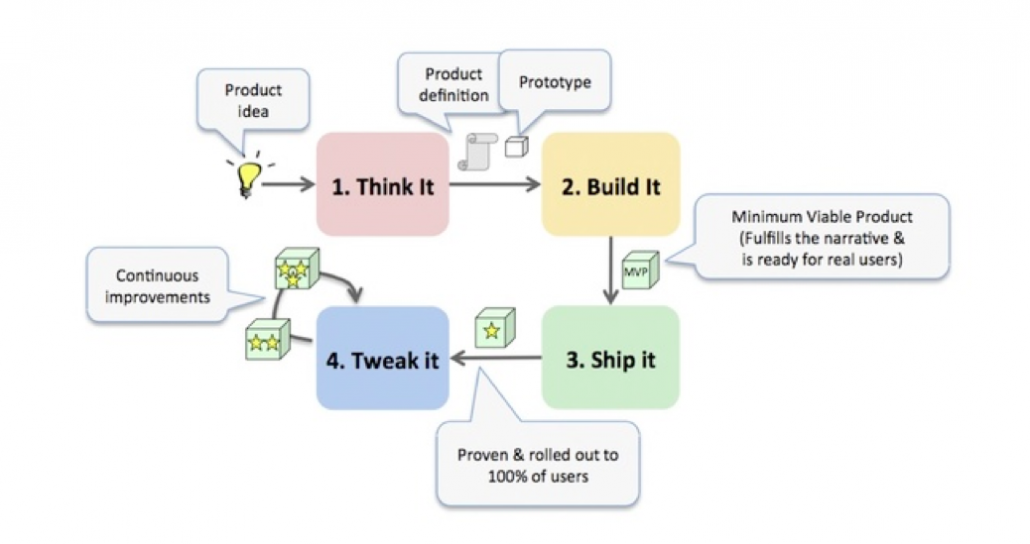 Product
idea
Product
definition
Prototype
1. Think It
2. Build It
Minimum Viable Product
(Fulfills the narrative &
is ready for real users)
MVP
Continuous
improvements
4. Tweak it
3. Ship it
Proven & rolled out to
100% of users